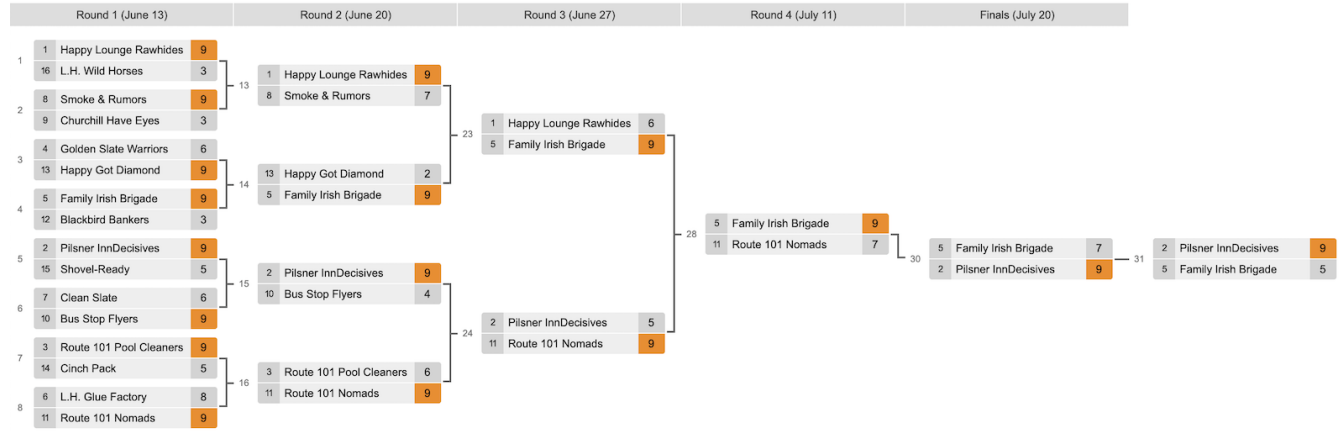 Round 1 (June 13) Round 2 (June 20) Round 3 (June 27) Round 4 (July 11) Finals (July 20)
1
1 Happy Lounge Rawhides 9
16 L.H. Wild Horses 3
2
8 Smoke & Rumors 9
9 Churchill Have Eyes 3
3
4 Golden Slate Warriors 6
13 Happy Got Diamond 9
4
5 Family Irish Brigade 9
12 Blackbird Bankers 3
5
2 Pilsner InnDecisives 9
15 Shovel-Ready 5
6
7 Clean Slate 6
10 Bus Stop Flyers 9
7
3 Route 101 Pool Cleaners 9
14 Cinch Pack 5
8
6 L.H. Glue Factory 8
11 Route 101 Nomads 9
13
1 Happy Lounge Rawhides 9
8 Smoke & Rumors 7
14
13 Happy Got Diamond 2
5 Family Irish Brigade 9
15
2 Pilsner InnDecisives 9
10 Bus Stop Flyers 4
16
3 Route 101 Pool Cleaners 6
11 Route 101 Nomads 9
23
1 Happy Lounge Rawhides 6
5 Family Irish Brigade 9
24
2 Pilsner InnDecisives 5
11 Route 101 Nomads 9
28
5 Family Irish Brigade 9
11 Route 101 Nomads 7
30
5 Family Irish Brigade 7
2 Pilsner InnDecisives 9
31
2 Pilsner InnDecisives 9
5 Family Irish Brigade 5